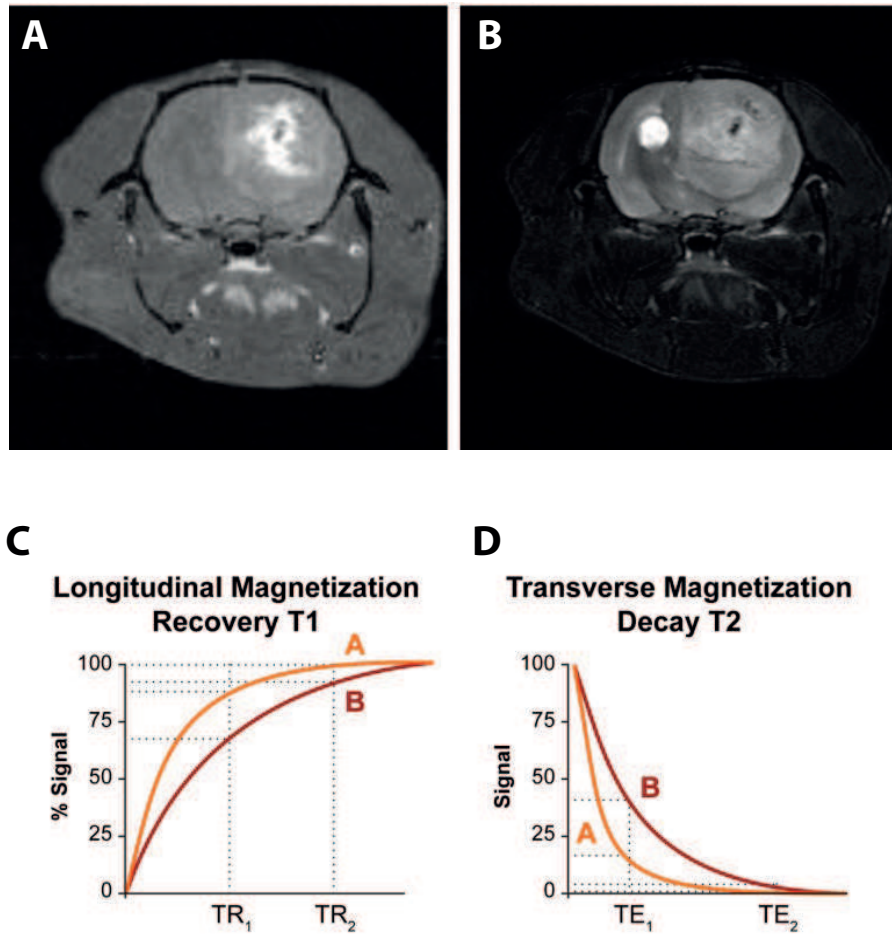 A
B
C
D
Longitudinal Magnetization
Recovery T1
% Signal
100
75
50
25
0
A
B
TR1
TR2
Transverse Magnetization
Decay T2
Signal
100
75
50
25
0
B
A
TE1
TE2